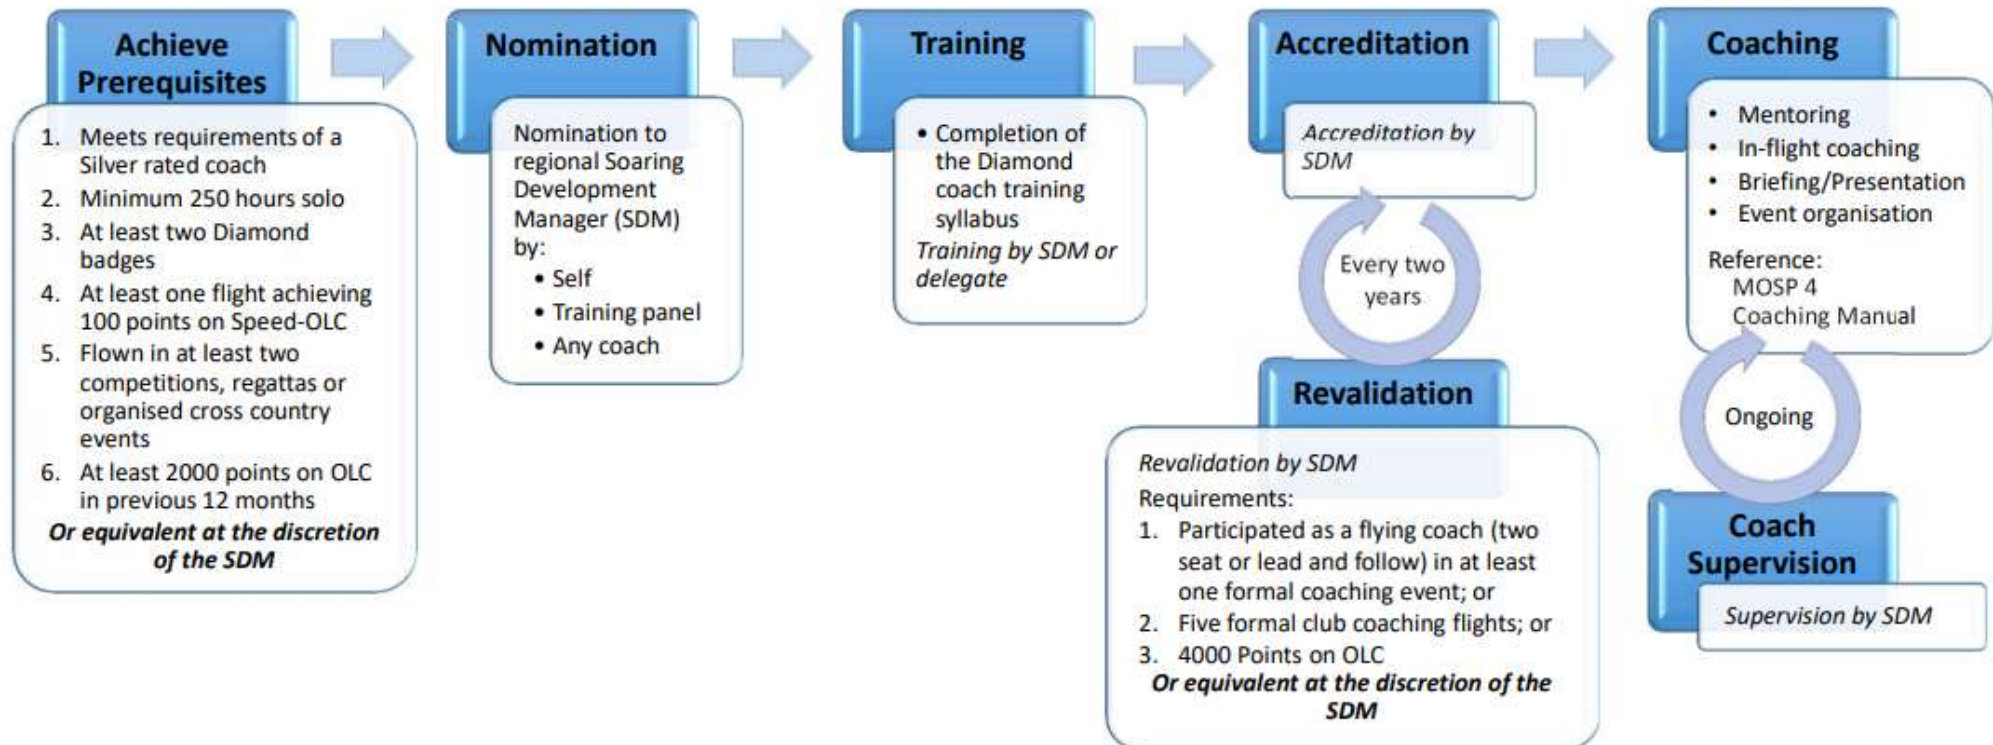 Achieve
Prerequisites
1. Meets requirements of a
Silver rated coach
2. Minimum 250 hours solo
3. At least two Diamond
badges
4. At least one flight achieving
100 points on Speed-OLC
5. Flown in at least two
competitions, regattas or
organised cross country
events
6. At least 2000 points on OLC
in previous 12 months
Or equivalent at the discretion
of the SDM
Nomination
Nomination to
regional Soaring
Development
Manager (SDM)
by:
• Self
• Training panel
• Any coach
Training
• Completion of
the Diamond
coach training
syllabus
Training by SDM or
delegate
Accreditation
Accreditation by
SDM
Every two
years
Revalidation
Revalidation by SDM
Requirements:
1. Participated as a flying coach (two
seat or lead and follow) in at least
one formal coaching event; or
2. Five formal club coaching flights; or
3. 4000 Points on OLC
Or equivalent at the discretion of the
SDM
Coaching
• Mentoring
• In-flight coaching
• Briefing/Presentation
• Event organisation
Reference:
MOSP 4
Coaching Manual
Ongoing
Coach
Supervision
Supervision by SDM